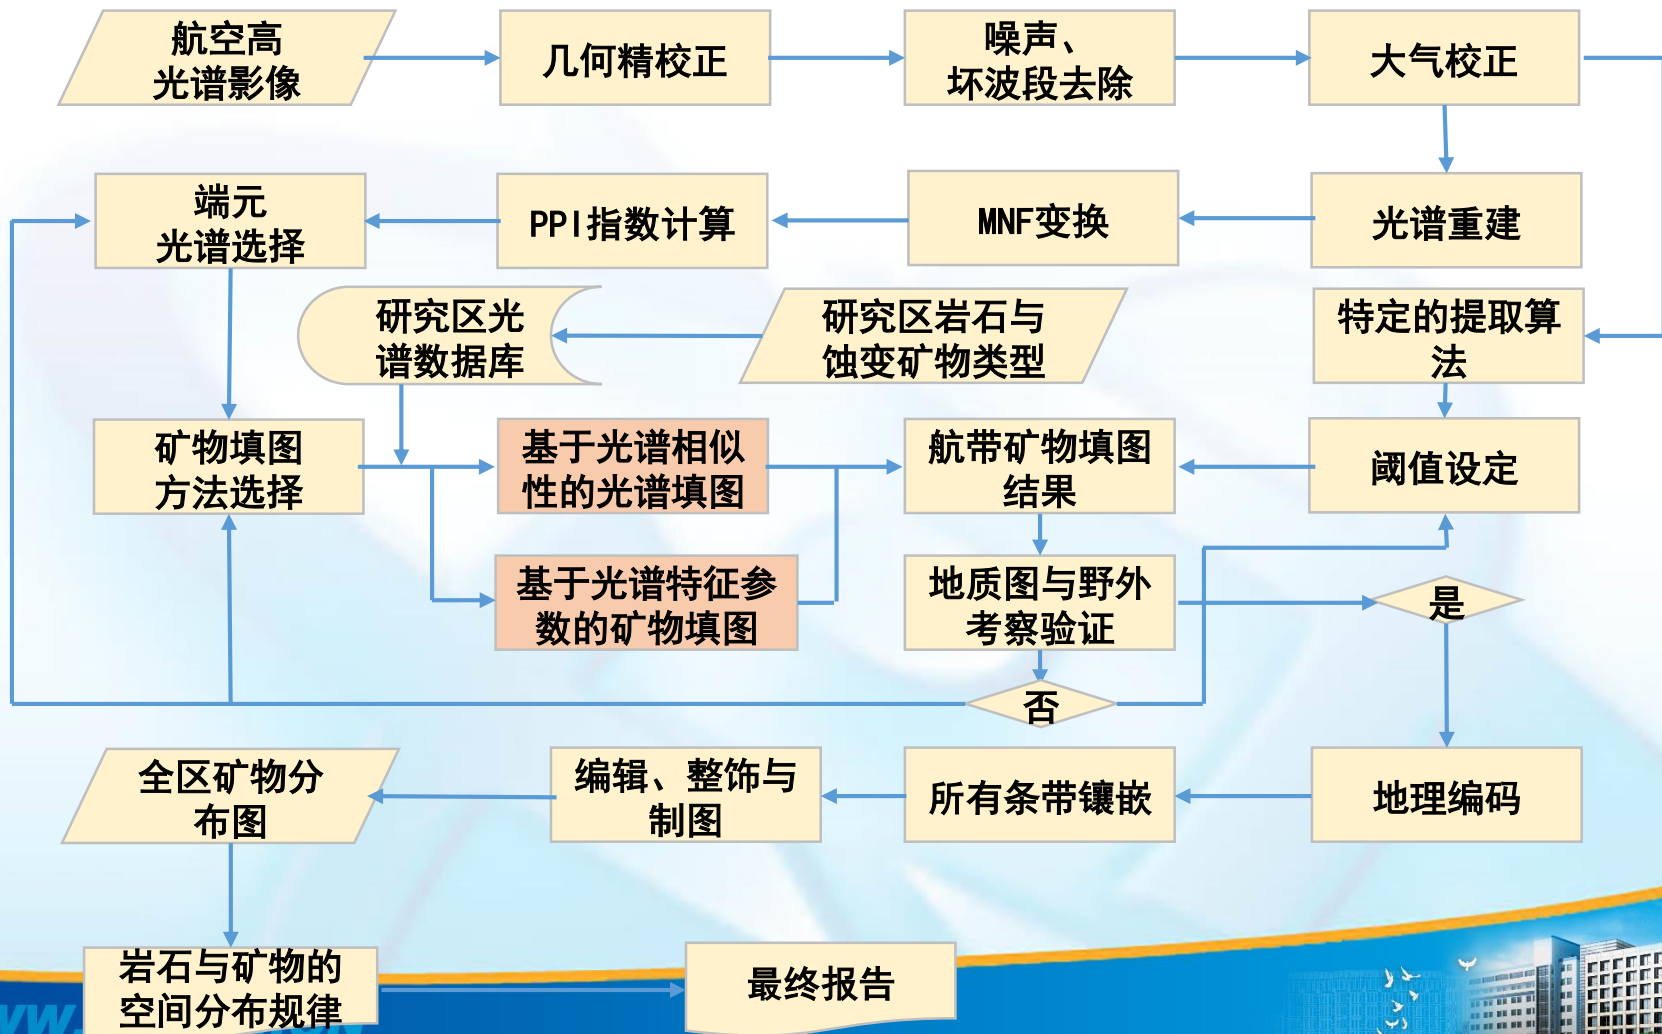 航空高
光谱影像
几何精校正
噪声、
坏波段去除
大气校正
端元
光谱选择
PPI指数计算
MNF变换
光谱重建
研究区光
谱数据库
研究区岩石与
蚀变矿物类型
特定的提取算
法
矿物填图
方法选择
基于光谱相似
性的光谱填图
航带矿物填图
结果
阈值设定
基于光谱特征参
数的矿物填图
地质图与野外
考察验证
是
否
全区矿物分
布图
编辑、整饰与
制图
所有条带镶嵌
地理编码
岩石与矿物的
空间分布规律
最终报告